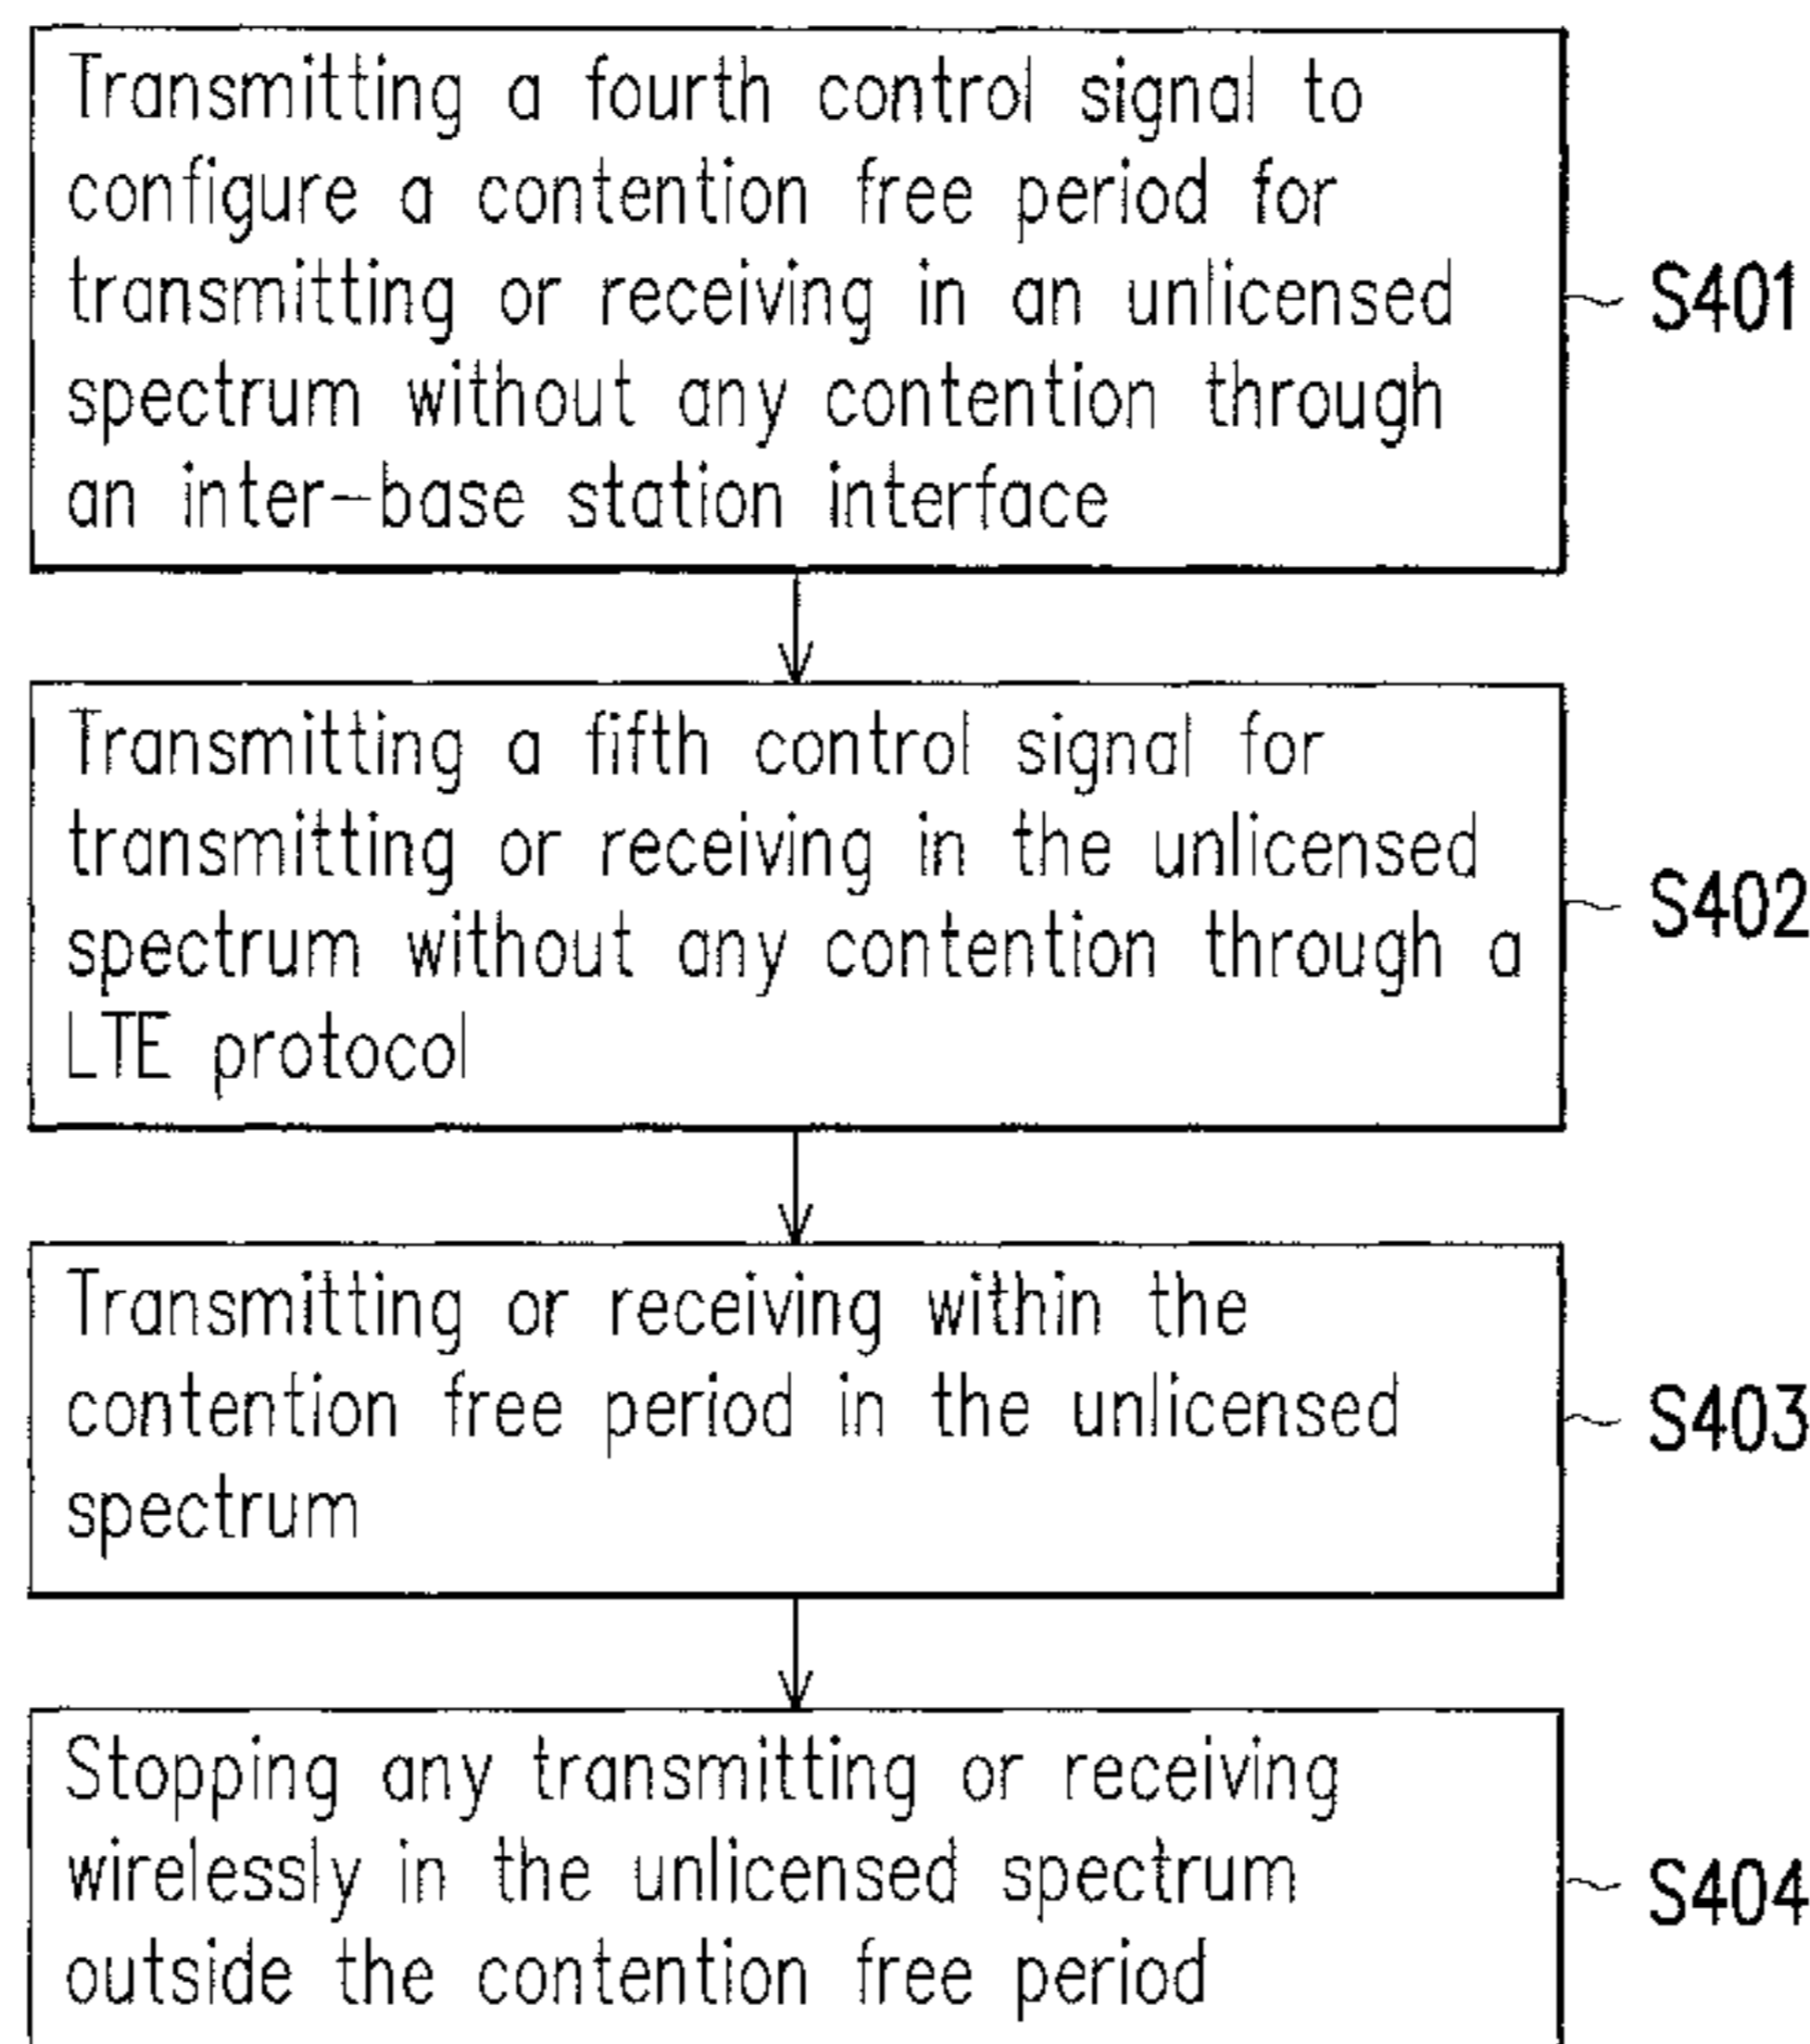 Transmitting a fourth control signal to
configure a contention free period for
transmitting or receiving in an unlicensed
spectrum without any contention through
an inter-base station interface
S401
Transmitting a fifth control signal for
transmitting or receiving in the unlicensed
spectrum without any contention through a
LTE protocol
S402
Transmitting or receiving within the
contention free period in the unlicensed
spectrum
S403
Stopping any transmitting or receiving
wirelessly in the unlicensed spectrum
outside the contention free period
S404